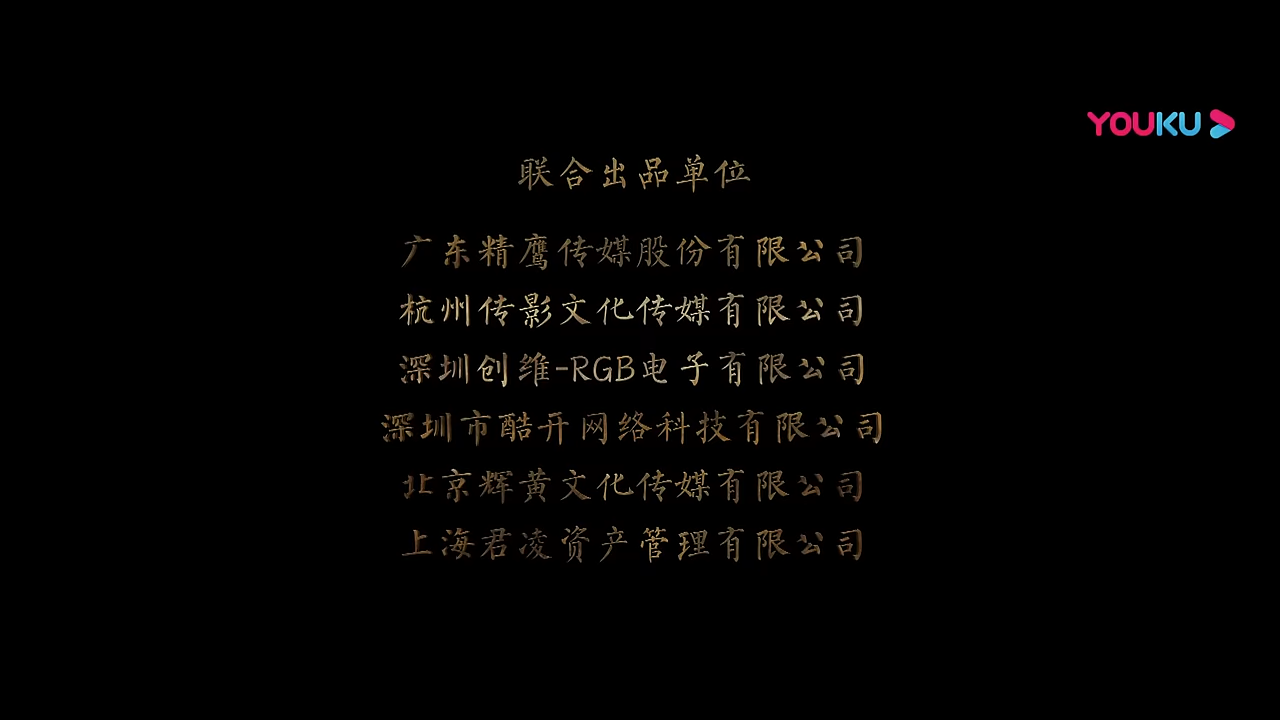 YOUKU
联合出品单位
广东精鹰传媒股份有限公司
杭州传影文化传媒有限公司
深圳创维-RGB电子有限公司
深圳市酷开网络科技有限公司
北京辉黄文化传媒有限公司
上海君凌资产管理有限公司